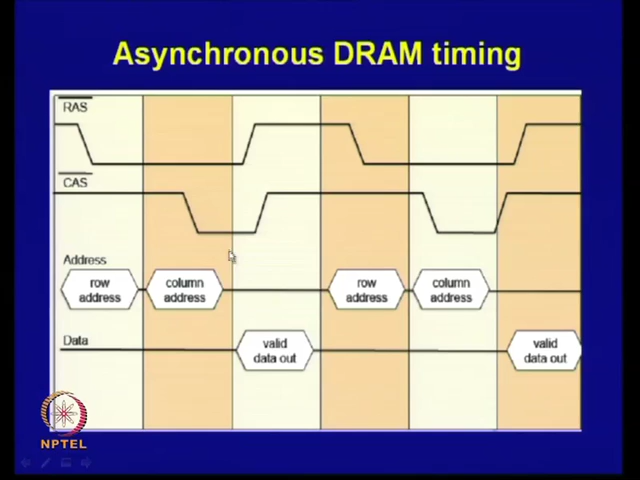 Asynchronous DRAM timing
RAS
CAS
Address
row
address
column
address
row
address
column
address
Data
valid
data out
valid
data out
NPTEL